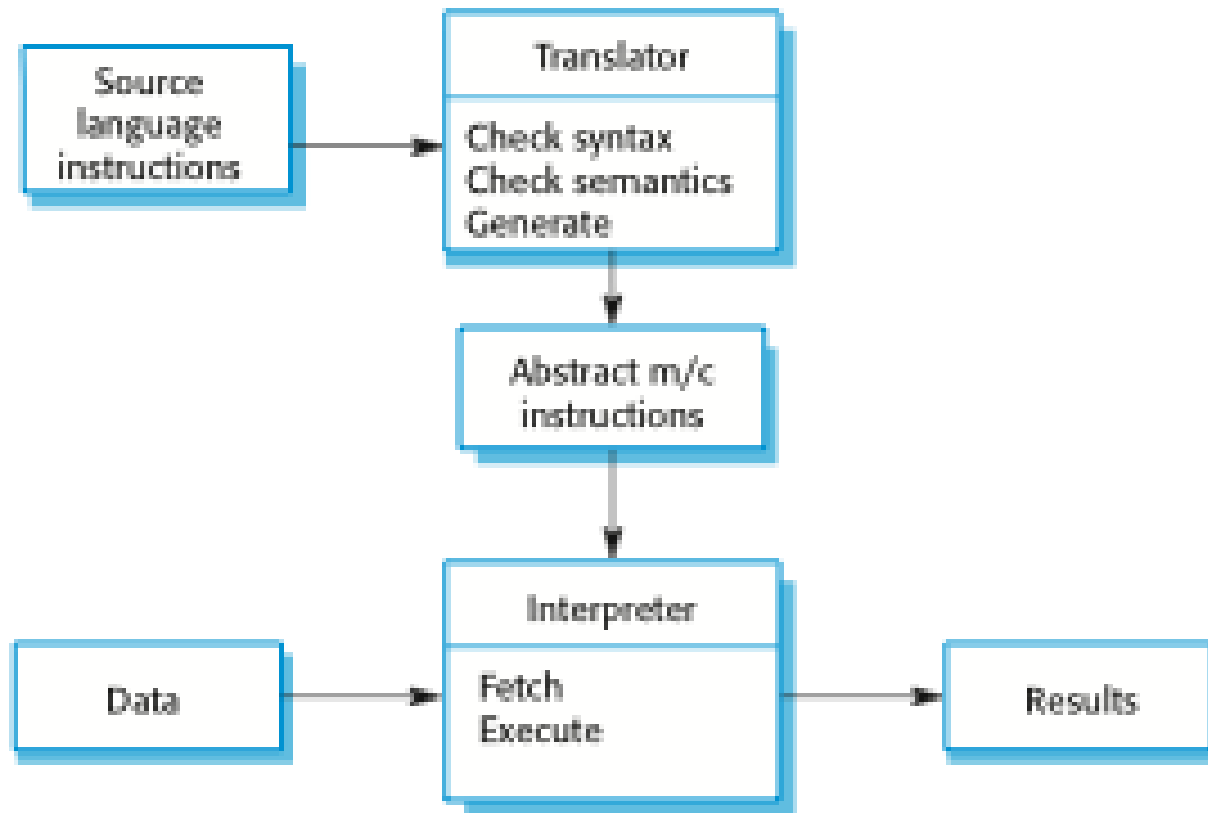 Source
language
instructions
Translator
Check syntax
Check semantics
Generate
Abstract m/c
instructions
Interpreter
Fetch
Execute
Data
Results